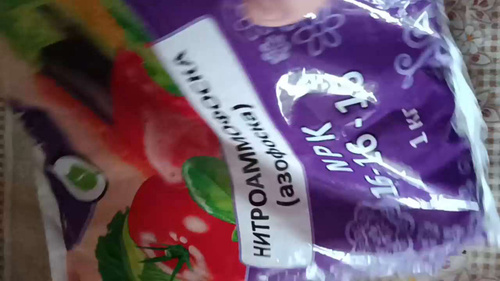 НИТРОАММОФОСКА
(азофоска)
NPK
16-16-16
1 кг